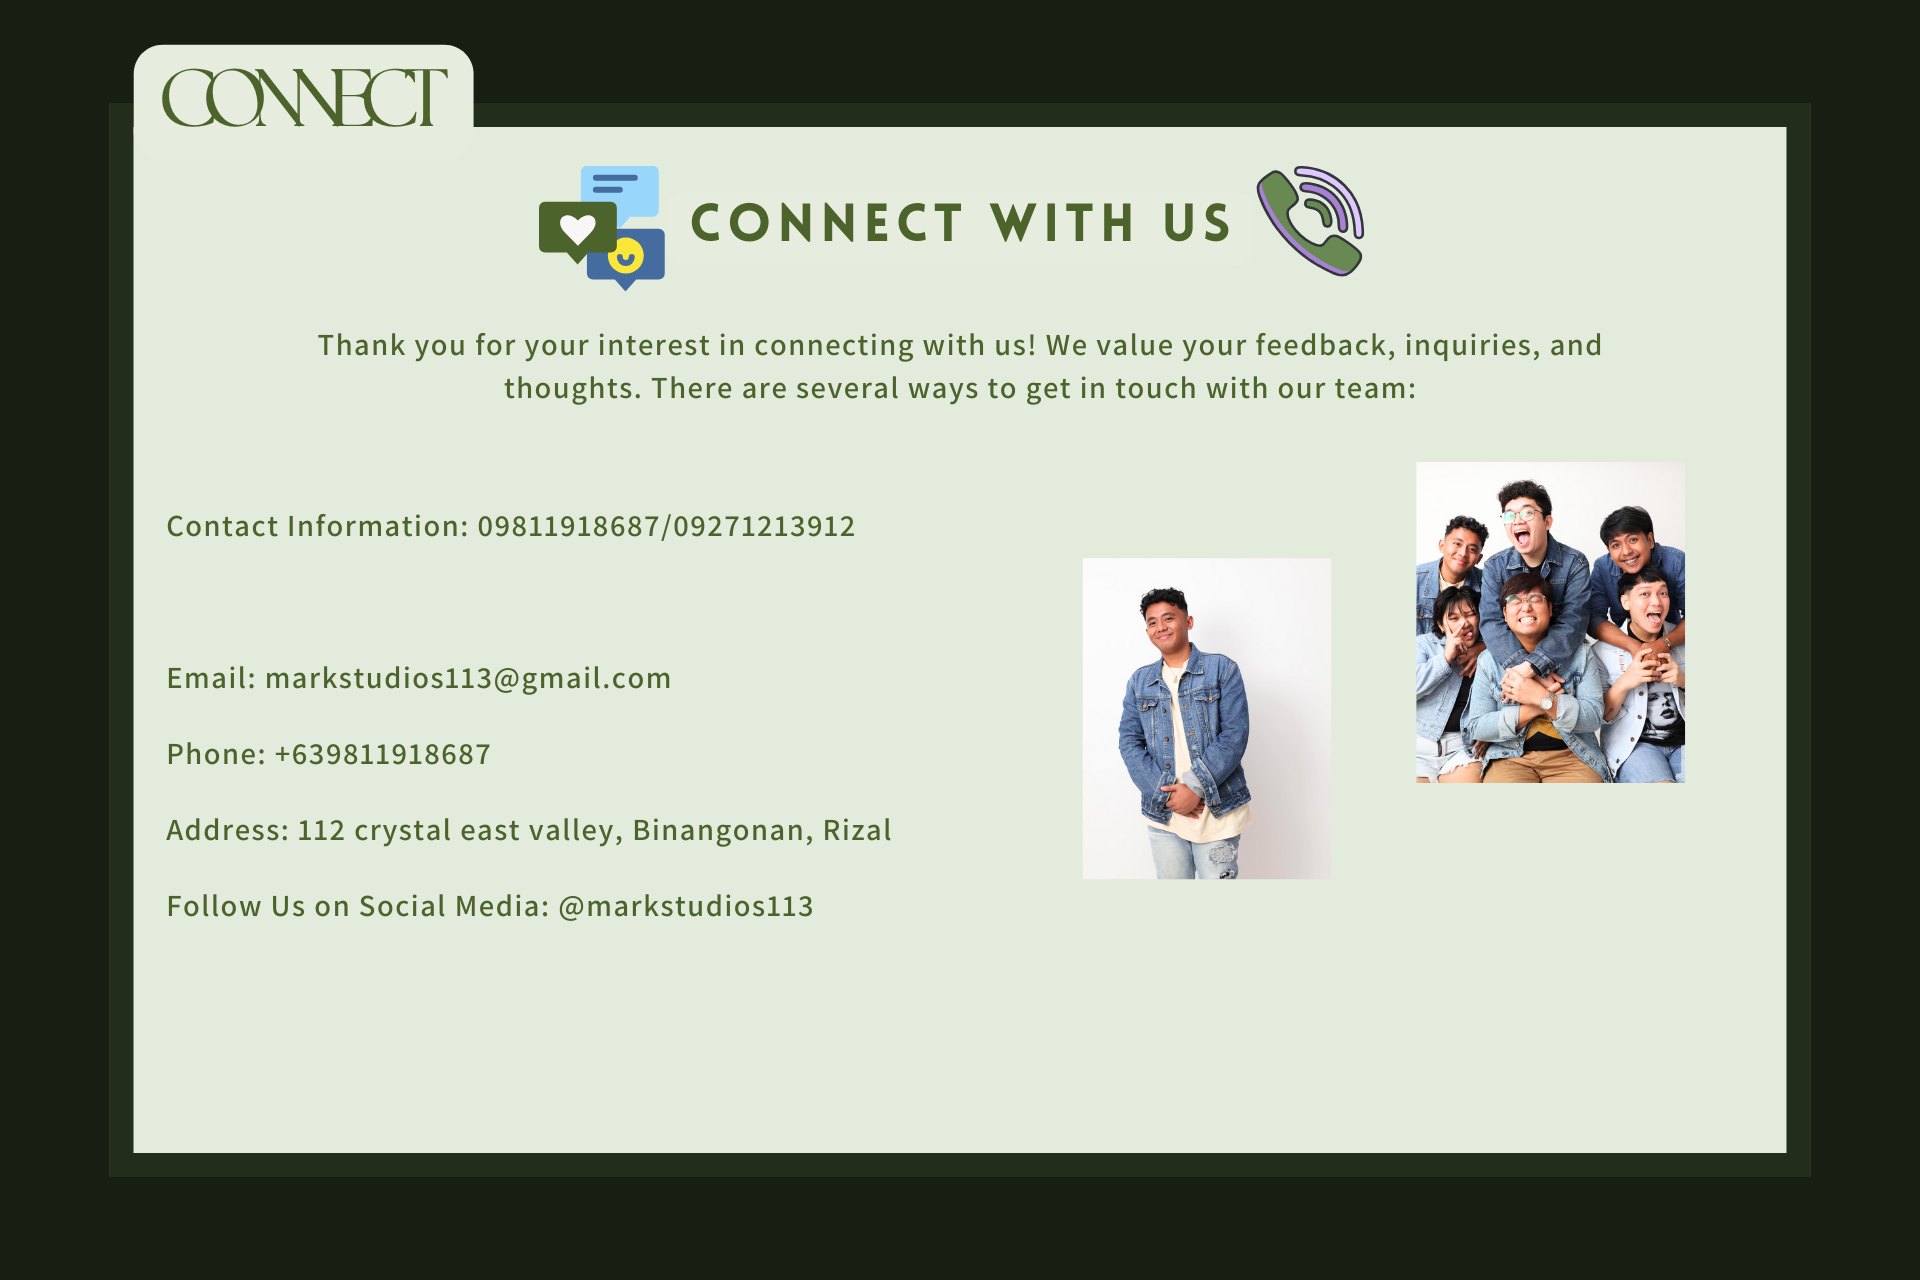 CONNECT
CONNECT WITH US
Thank you for your interest in connecting with us! We value your feedback, inquiries, and
thoughts. There are several ways to get in touch with our team:
Contact Information: 09811918687/09271213912
Email: markstudios113@gmail.com
Phone: +639811918687
Address: 112 crystal east valley, Binangonan, Rizal
Follow Us on Social Media: @markstudios113